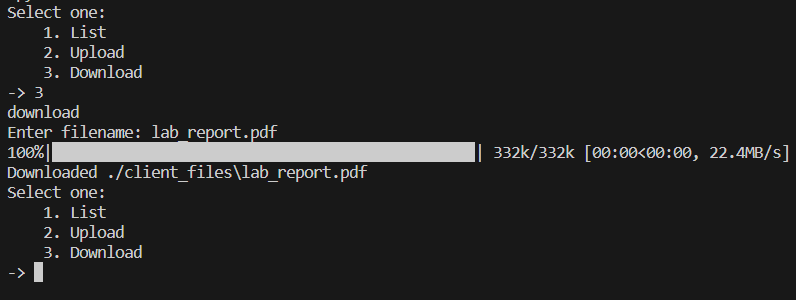 Select one:
    1. List
    2. Upload
    3. Download
-> 3
download
Enter filename: lab_report.pdf
100%|██████████████████████████████████████████| 332k/332k [00:00<00:00, 22.4MB/s]
Downloaded ./client_files\lab_report.pdf
Select one:
    1. List
    2. Upload
    3. Download
->